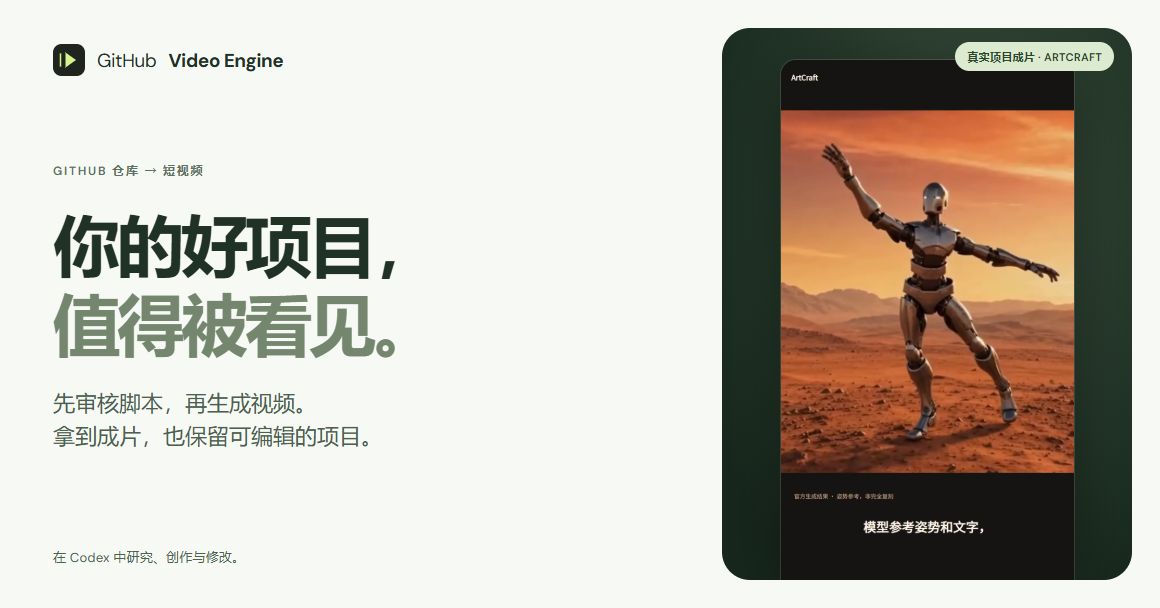 GitHub Video Engine
GITHUB 仓库 → 短视频
你的好项目，
值得被看见。
先审核脚本，再生成视频。
拿到成片，也保留可编辑的项目。
在 Codex 中研究、创作与修改。
真实项目成片 · ARTCRAFT
ArtCraft
官方生成结果 · 姿势参考，非完全复刻
模型参考姿势和文字，